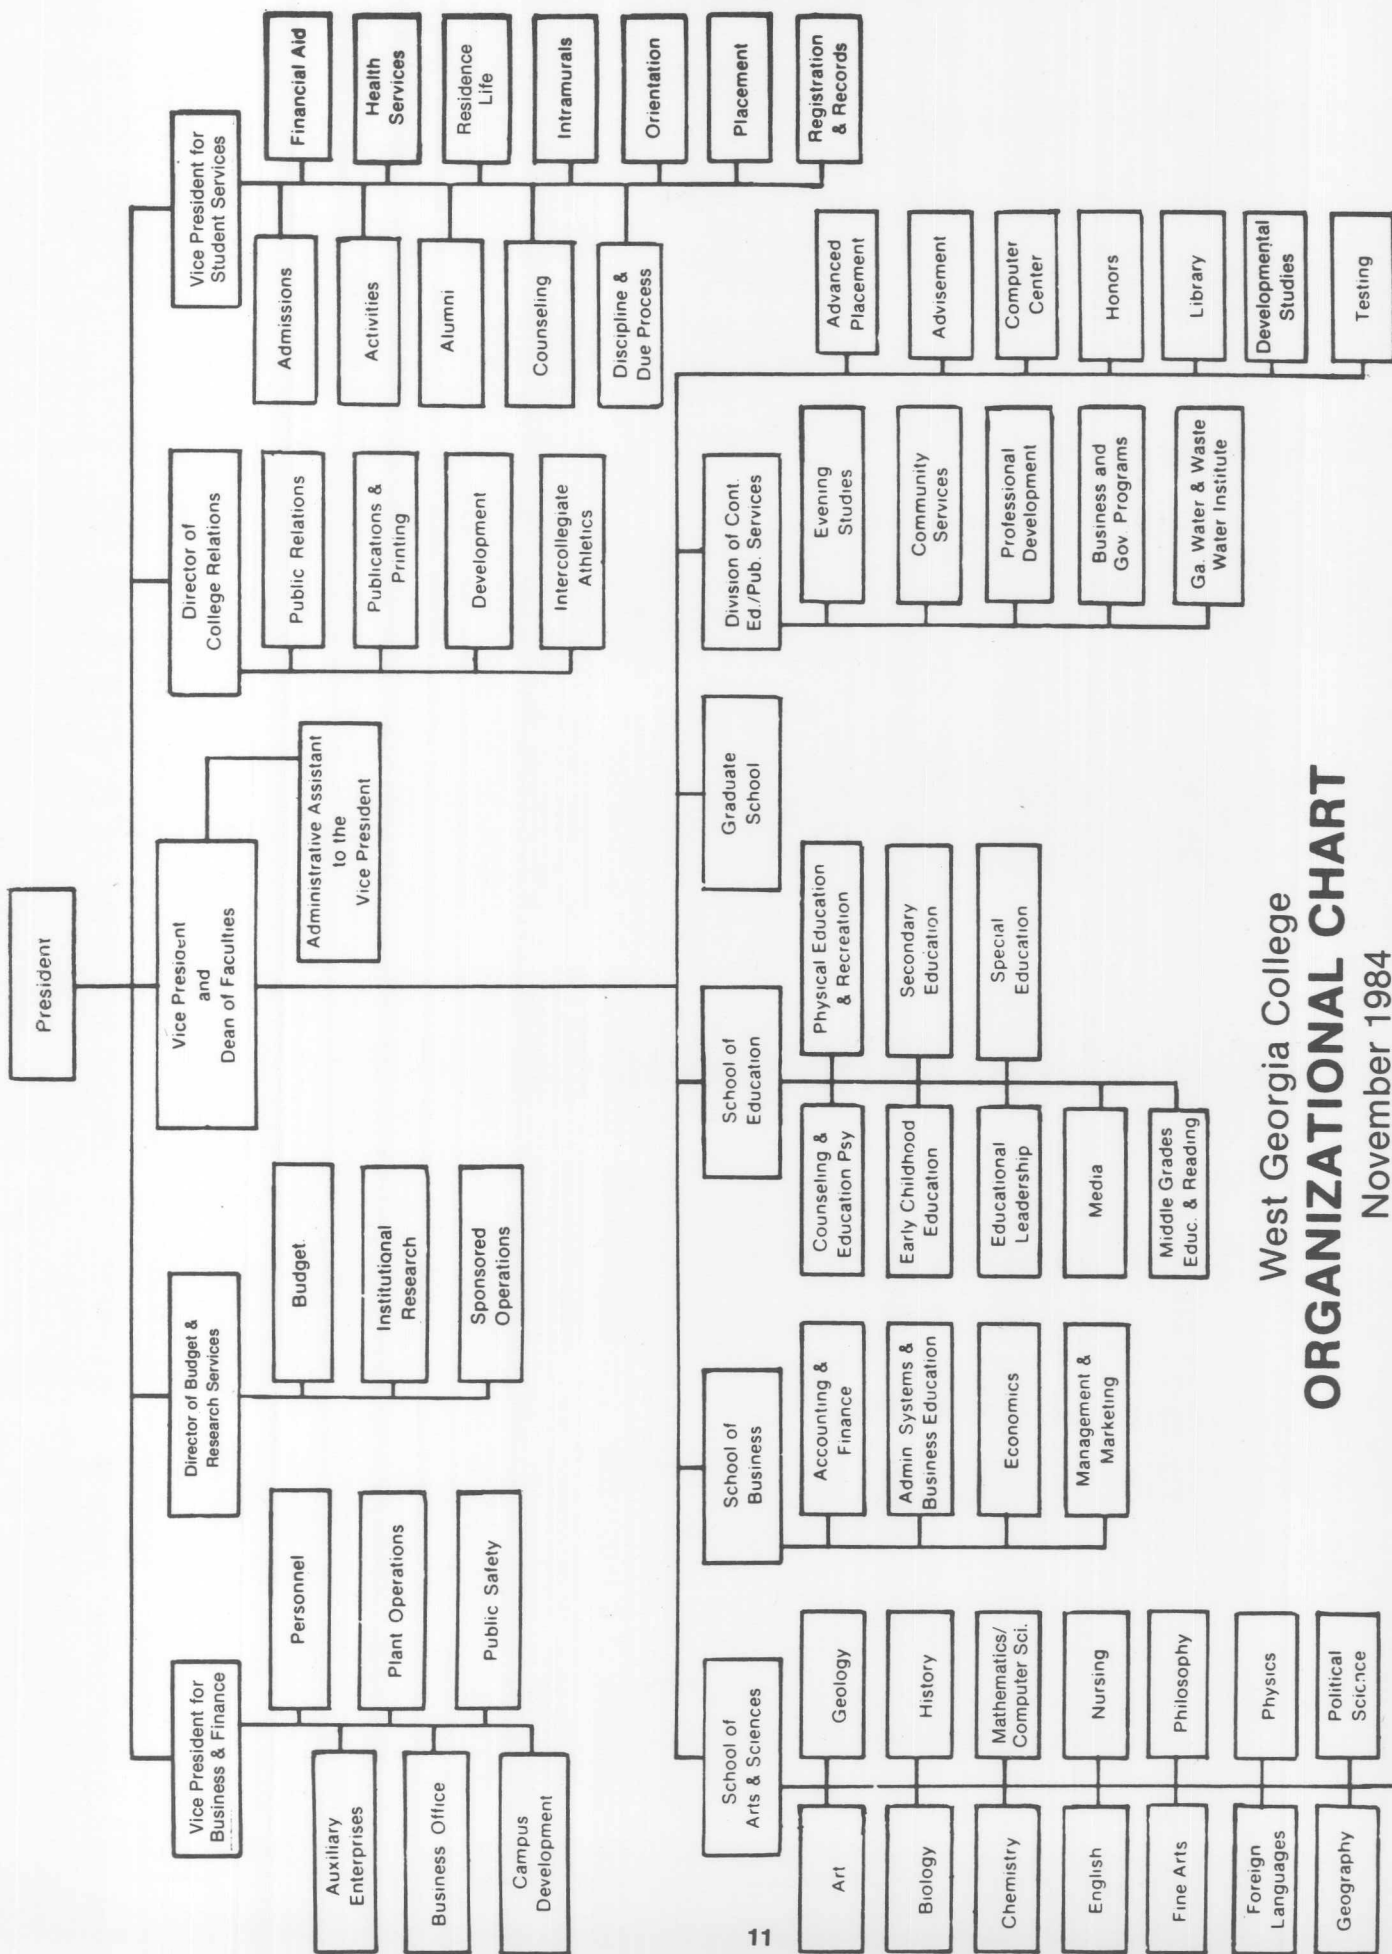 President
Vice President
and
Dean of Faculties
Administrative Assistant
to the
Vice President
Vice President for
Business & Finance
Auxiliary
Enterprises
Business Office
Campus
Development
Personnel
Plant Operations
Public Safety
Director of Budget &
Research Services
Budget
Institutional
Research
Sponsored
Operations
Director of
College Relations
Public Relations
Publications &
Printing
Development
Intercollegiate
Athletics
Vice President for
Student Services
Admissions
Activities
Alumni
Counseling
Discipline &
Due Process
Financial Aid
Health
Services
Residence
Life
Intramurals
Orientation
Placement
Registration
& Records
School of
Arts & Sciences
Art
Biology
Chemistry
English
Fine Arts
Foreign
Languages
Geography
Geology
History
Mathematics/
Computer Sci.
Nursing
Philosophy
Physics
Political
Science
School of
Business
Accounting &
Finance
Admin Systems &
Business Education
Economics
Management &
Marketing
School of
Education
Counseling &
Education Psy
Early Childhood
Education
Educational
Leadership
Media
Middle Grades
Educ. & Reading
Physical Education
& Recreation
Secondary
Education
Special
Education
Graduate
School
Division of Cont.
Ed./Pub. Services
Evening
Studies
Community
Services
Professional
Development
Business and
Gov. Programs
Ga. Water & Waste
Water Institute
Advanced
Placement
Advisement
Computer
Center
Honors
Library
Developmental
Studies
Testing
West Georgia College
ORGANIZATIONAL CHART
November 1984
11